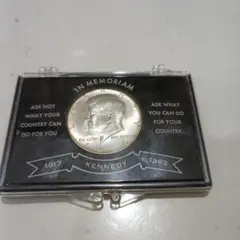 IN MEMORIAM
ASK NOT
WHAT YOUR
COUNTRY CAN
DO FOR YOU
ASK WHAT
YOU CAN DO
FOR YOUR
COUNTRY
1917
KENNEDY
1963